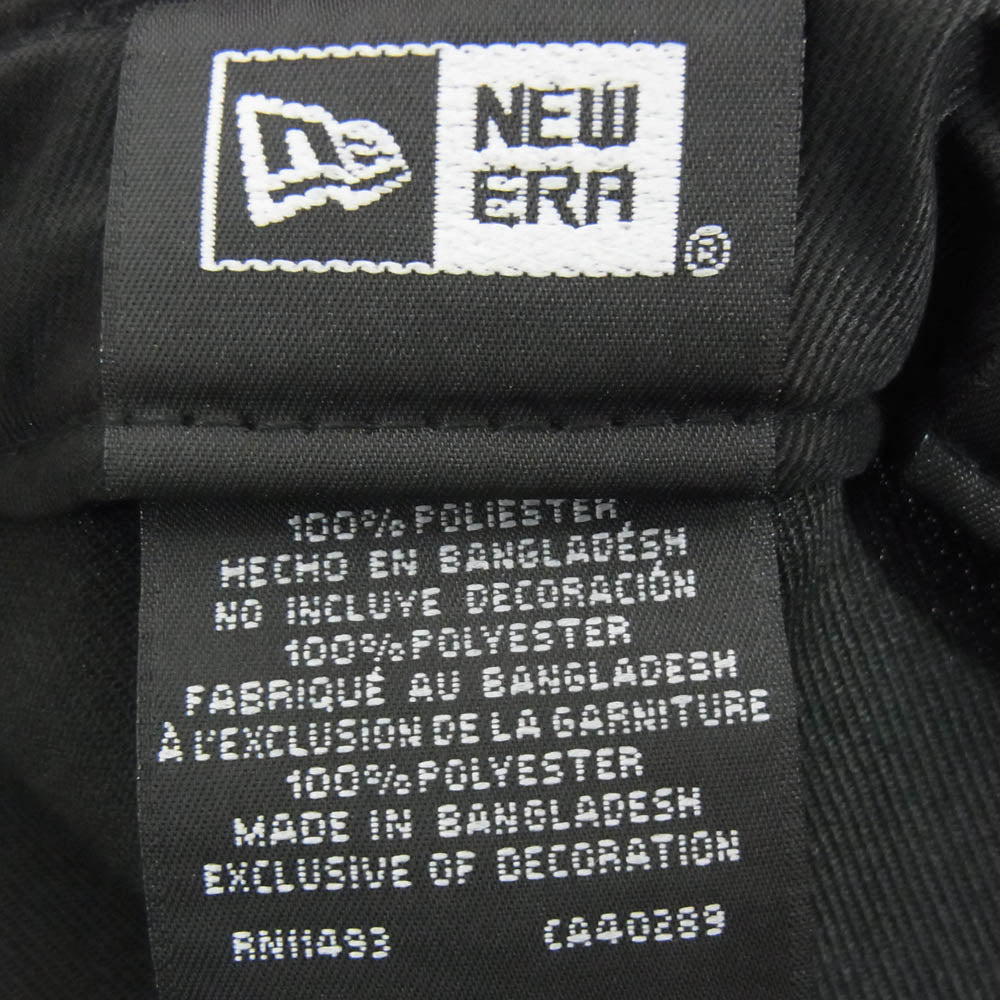 NEW
ERA
®
100% POLIESTER
HECHO EN BANGLADÉSH
NO INCLUYE DECORACIÓN
100% POLYESTER
FABRIQUÉ AU BANGLADESH
À L'EXCLUSION DE LA GARNITURE
100% POLYESTER
MADE IN BANGLADESH
EXCLUSIVE OF DECORATION
RN11493 CA40289